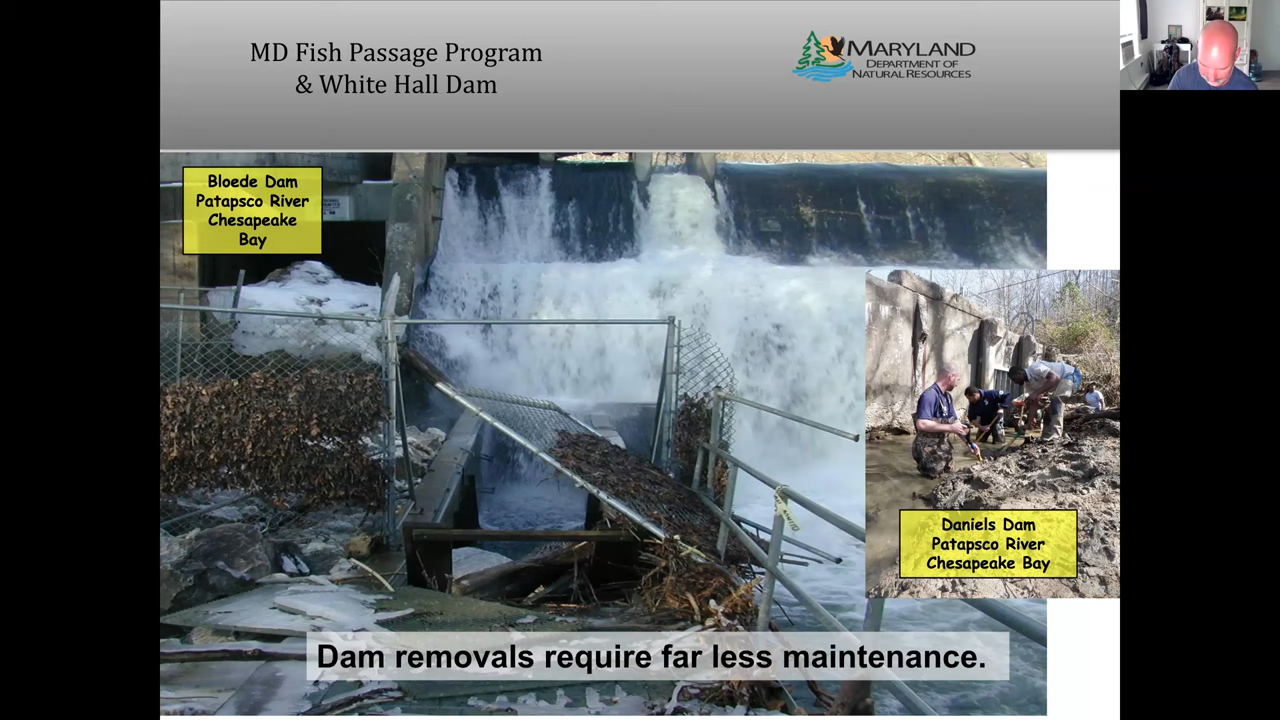 MD Fish Passage Program
& White Hall Dam
MARYLAND
DEPARTMENT OF
NATURAL RESOURCES
Bloede Dam
Patapsco River
Chesapeake
Bay
Daniels Dam
Patapsco River
Chesapeake Bay
Dam removals require far less maintenance.